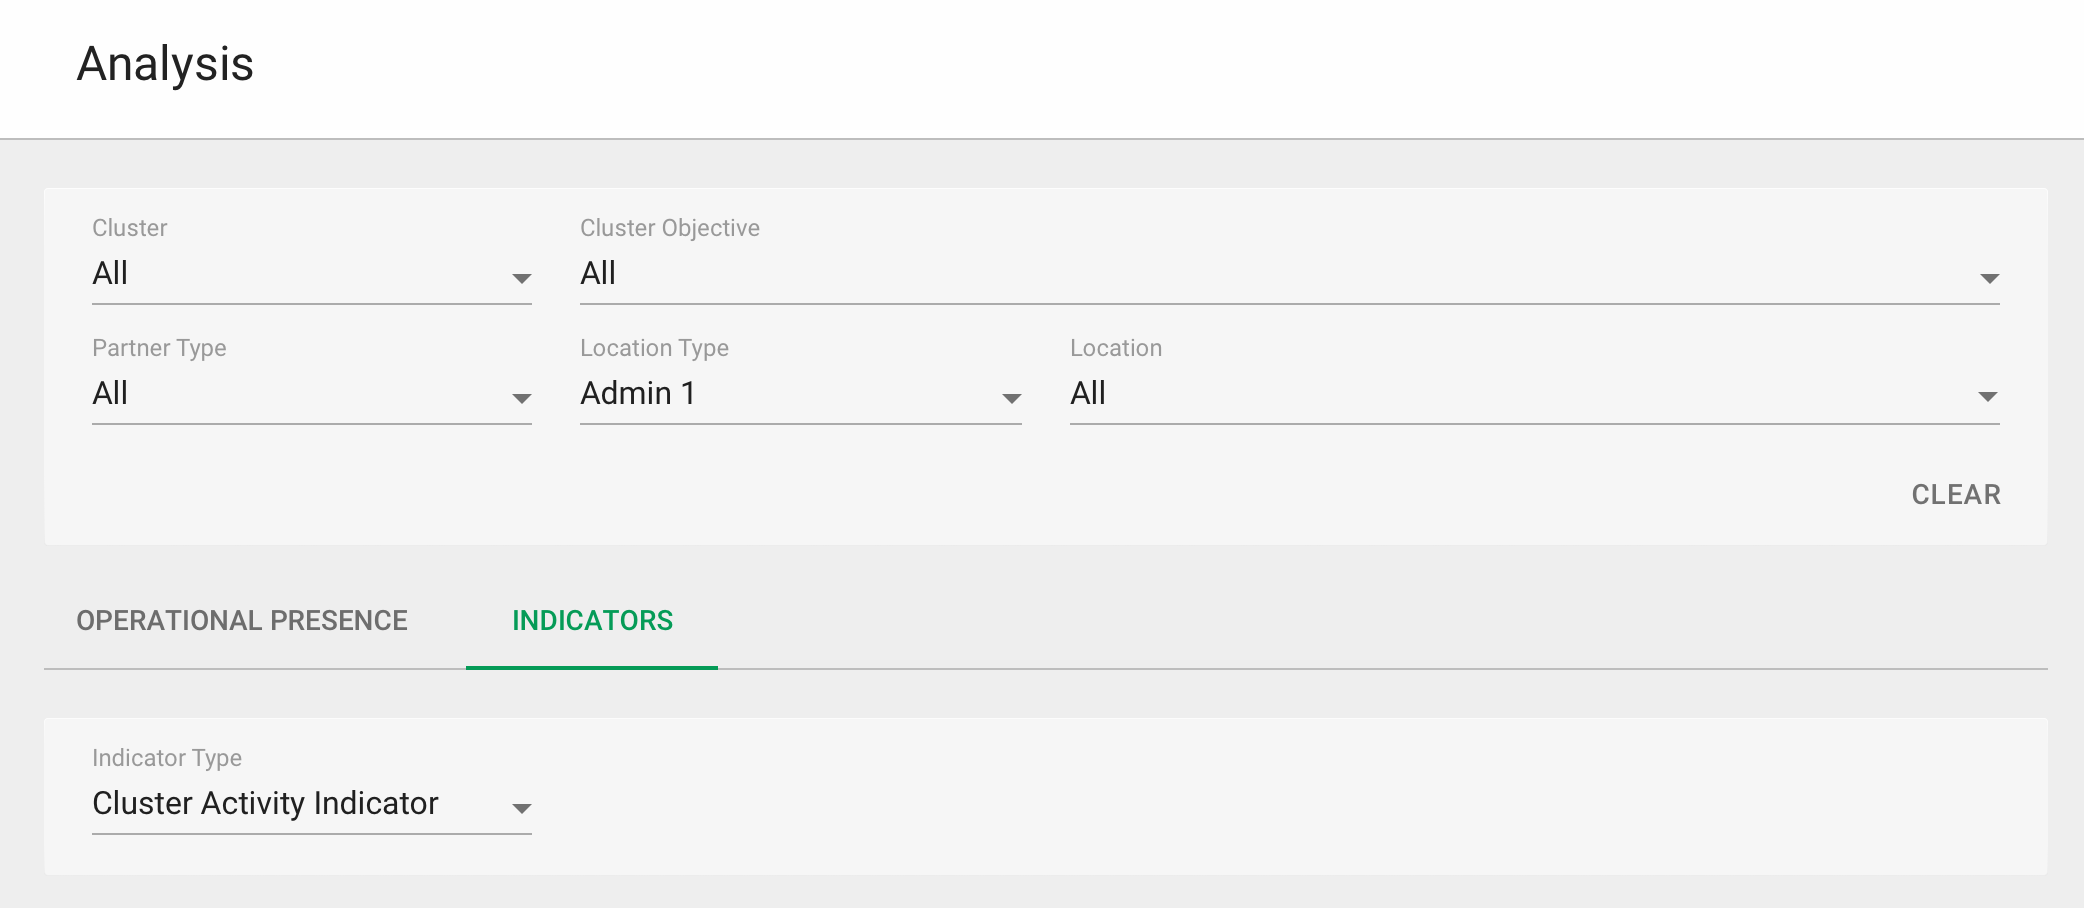 Analysis
Cluster
Cluster Objective
All
All
Partner Type
Location Type
Location
All
Admin 1
All
CLEAR
OPERATIONAL PRESENCE
INDICATORS
Indicator Type
Cluster Activity Indicator